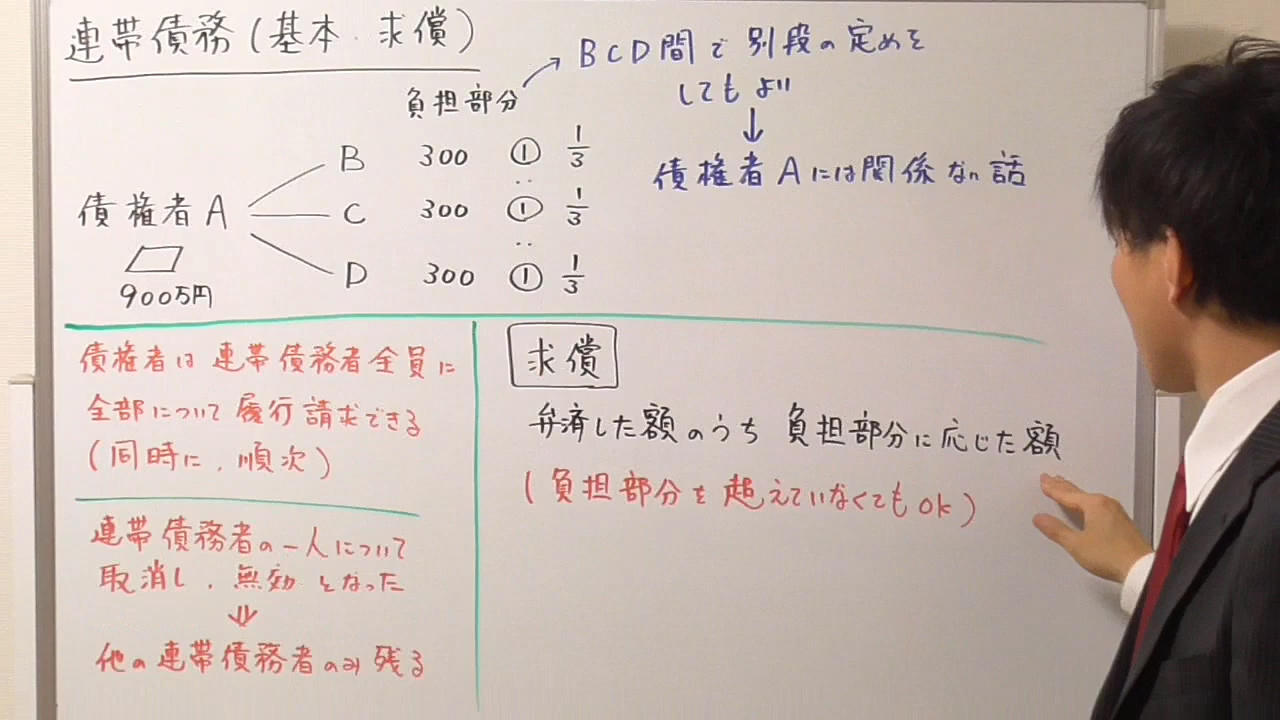 連帯債務(基本・求償)
負担部分
BCD間で別段の定めを
してもよい
↓
債権者Aには関係ない話
債権者A
900万円
B 300 ① 1/3
‥
C 300 ① 1/3
‥
D 300 ① 1/3
債権者は連帯債務者全員に
全部について履行請求できる
(同時に、順次)
連帯債務者の一人について
取消し、無効となった
⇓
他の連帯債務者のみ残る
求償
弁済した額のうち負担部分に応じた額
(負担部分を超えていなくてもOK)